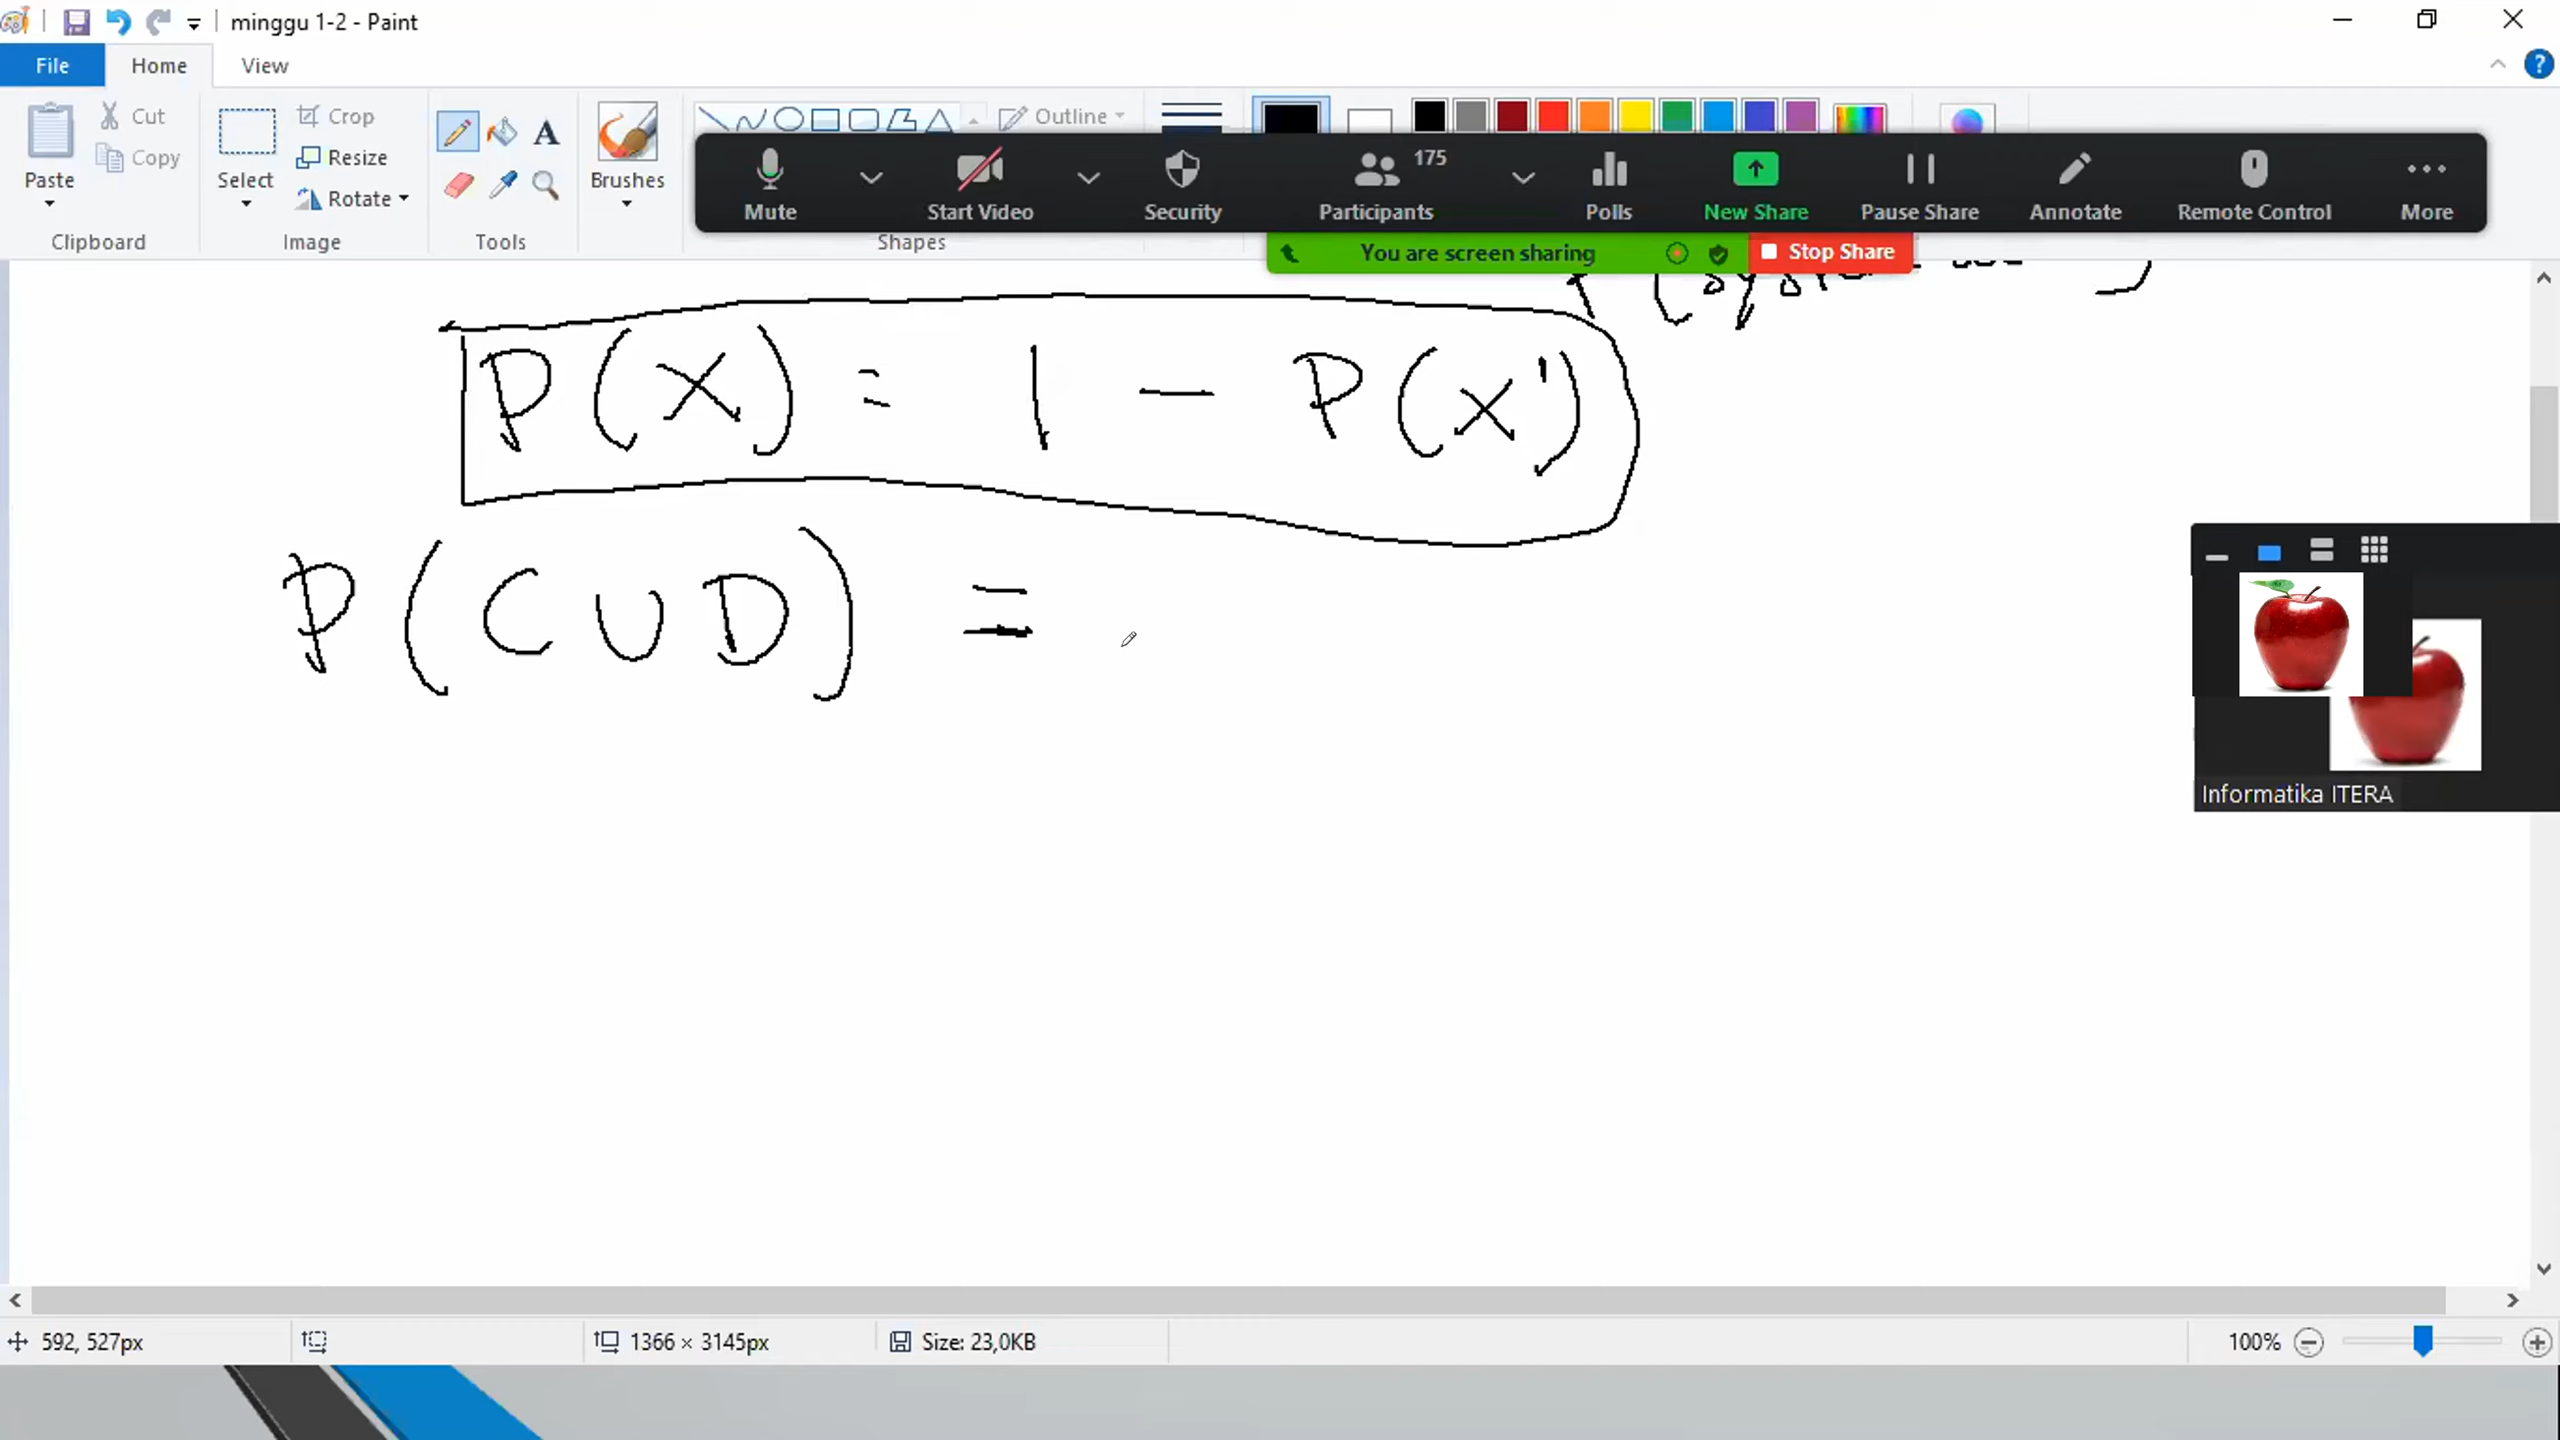 minggu 1-2 - Paint
File Home View
Cut Crop Outline
Copy Resize
Paste Select Rotate Brushes
Clipboard Image Tools Shapes
175
Mute Start Video Security Participants Polls New Share Pause Share Annotate Remote Control More
You are screen sharing Stop Share
P(X) = 1 - P(X')
P(C U D) =
Informatika ITERA
592, 527px 1366 × 3145px Size: 23,0KB 100%